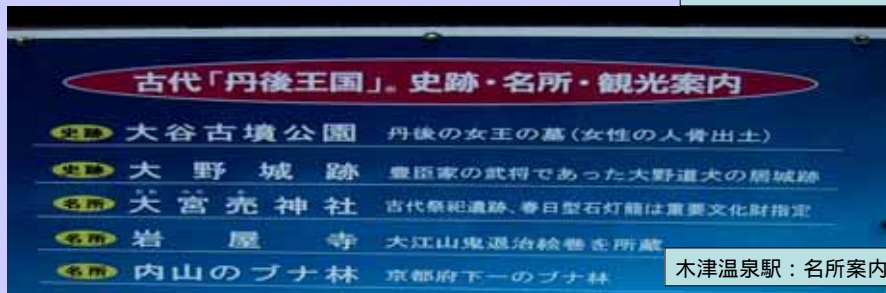 古代「丹後王国」。史跡・名所・観光案内
史跡 大谷古墳公園 丹後の女王の墓(女性の人骨出土)
史跡 大野城跡 豊臣家の武将であった大野道犬の居城跡
名所 大宮売神社 古代祭祀遺跡、春日型石灯籠は重要文化財指定
名所 岩屋寺 大江山鬼退治絵巻を所蔵
名所 内山のブナ林 京都府下一のブナ林
木津温泉駅：名所案内